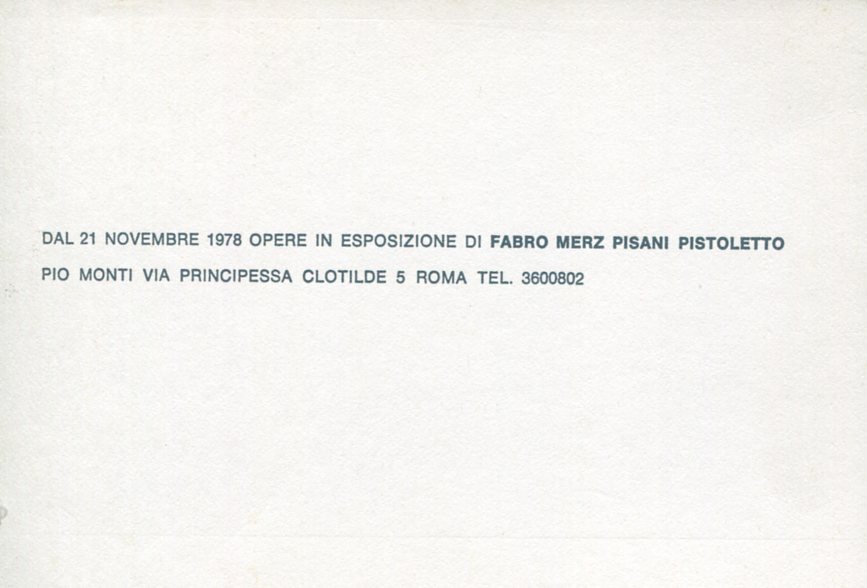 DAL 21 NOVEMBRE 1978 OPERE IN ESPOSIZIONE DI FABRO MERZ PISANI PISTOLETTO
PIO MONTI VIA PRINCIPESSA CLOTILDE 5 ROMA TEL. 3600802